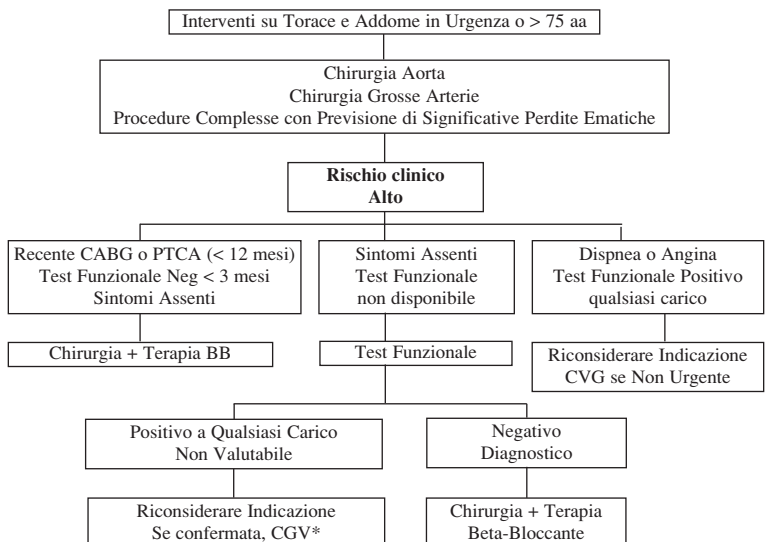 Interventi su Torace e Addome in Urgenza o > 75 aa
Chirurgia Aorta
Chirurgia Grosse Arterie
Procedure Complesse con Previsione di Significative Perdite Ematiche
Rischio clinico
Alto
Recente CABG o PTCA (< 12 mesi)
Test Funzionale Neg < 3 mesi
Sintomi Assenti
Sintomi Assenti
Test Funzionale
non disponibile
Dispnea o Angina
Test Funzionale Positivo
qualsiasi carico
Chirurgia + Terapia BB
Test Funzionale
Riconsiderare Indicazione
CVG se Non Urgente
Positivo a Qualsiasi Carico
Non Valutabile
Negativo
Diagnostico
Riconsiderare Indicazione
Se confermata, CGV*
Chirurgia + Terapia
Beta-Bloccante